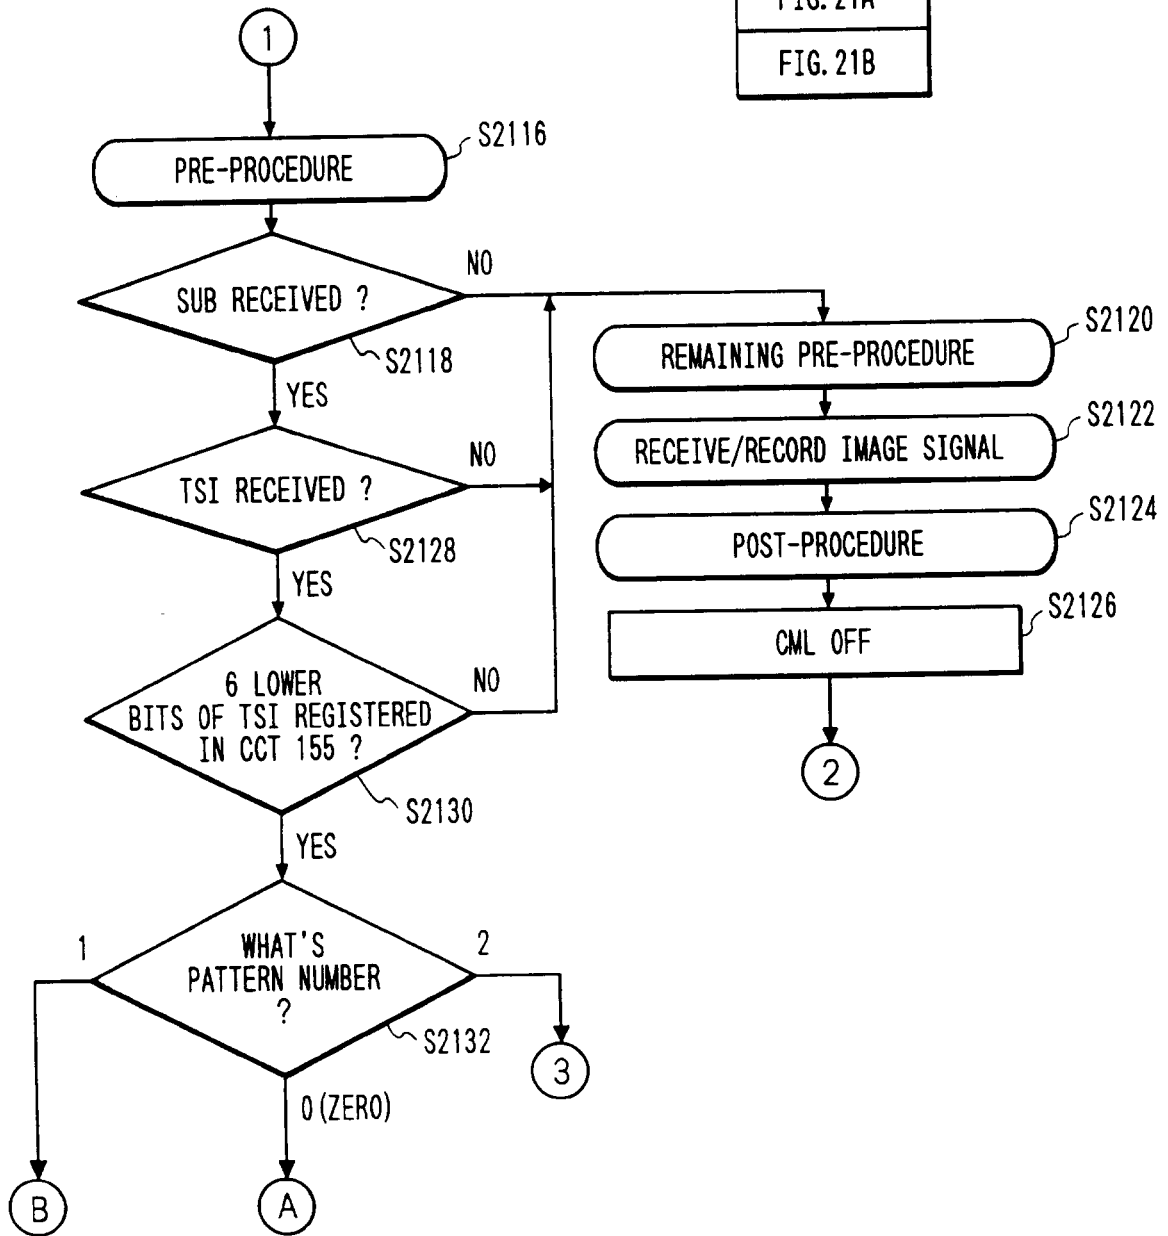 FIG. 21A
FIG. 21B
1
PRE-PROCEDURE
S2116
SUB RECEIVED ?
NO
S2118
YES
TSI RECEIVED ?
NO
S2128
YES
6 LOWER
BITS OF TSI REGISTERED
IN CCT 155 ?
NO
S2130
YES
WHAT'S
PATTERN NUMBER
?
1
2
S2132
0 (ZERO)
B
A
3
REMAINING PRE-PROCEDURE
S2120
RECEIVE/RECORD IMAGE SIGNAL
S2122
POST-PROCEDURE
S2124
CML OFF
S2126
2